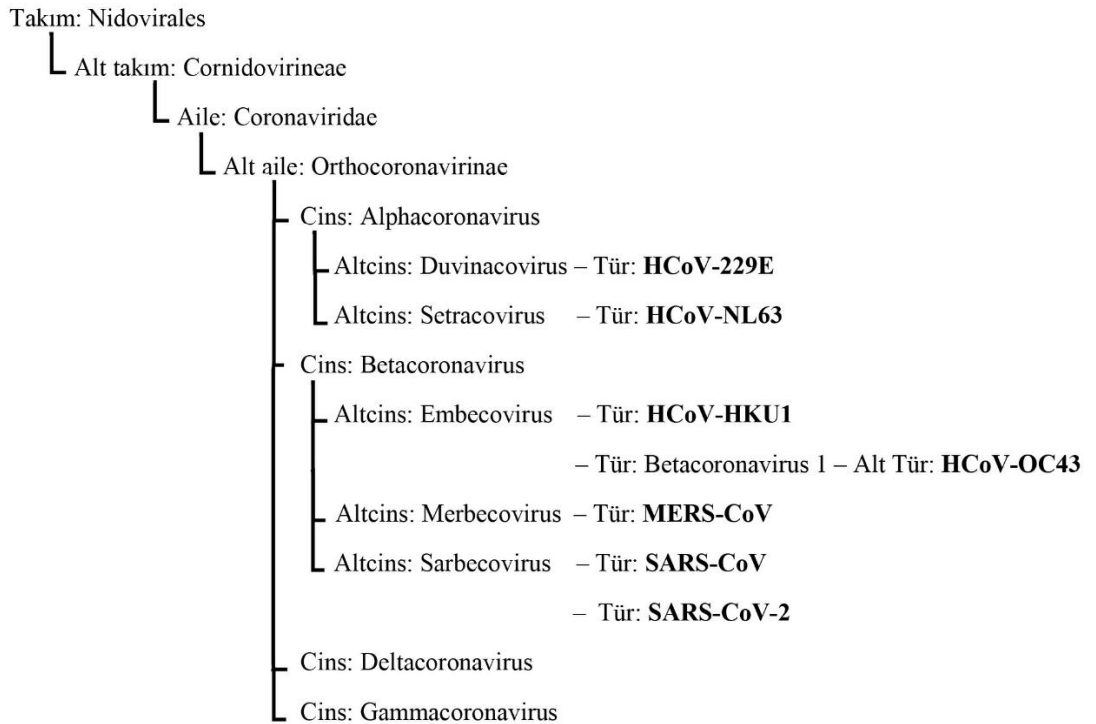 Takım: Nidovirales
Alt takım: Cornidovirineae
Aile: Coronaviridae
Alt aile: Orthocoronavirinae
Cins: Alphacoronavirus
Altcins: Duvinacovirus – Tür: HCoV-229E
Altcins: Setracovirus – Tür: HCoV-NL63
Cins: Betacoronavirus
Altcins: Embecovirus – Tür: HCoV-HKU1
– Tür: Betacoronavirus 1 – Alt Tür: HCoV-OC43
Altcins: Merbecovirus – Tür: MERS-CoV
Altcins: Sarbecovirus – Tür: SARS-CoV
– Tür: SARS-CoV-2
Cins: Deltacoronavirus
Cins: Gammacoronavirus